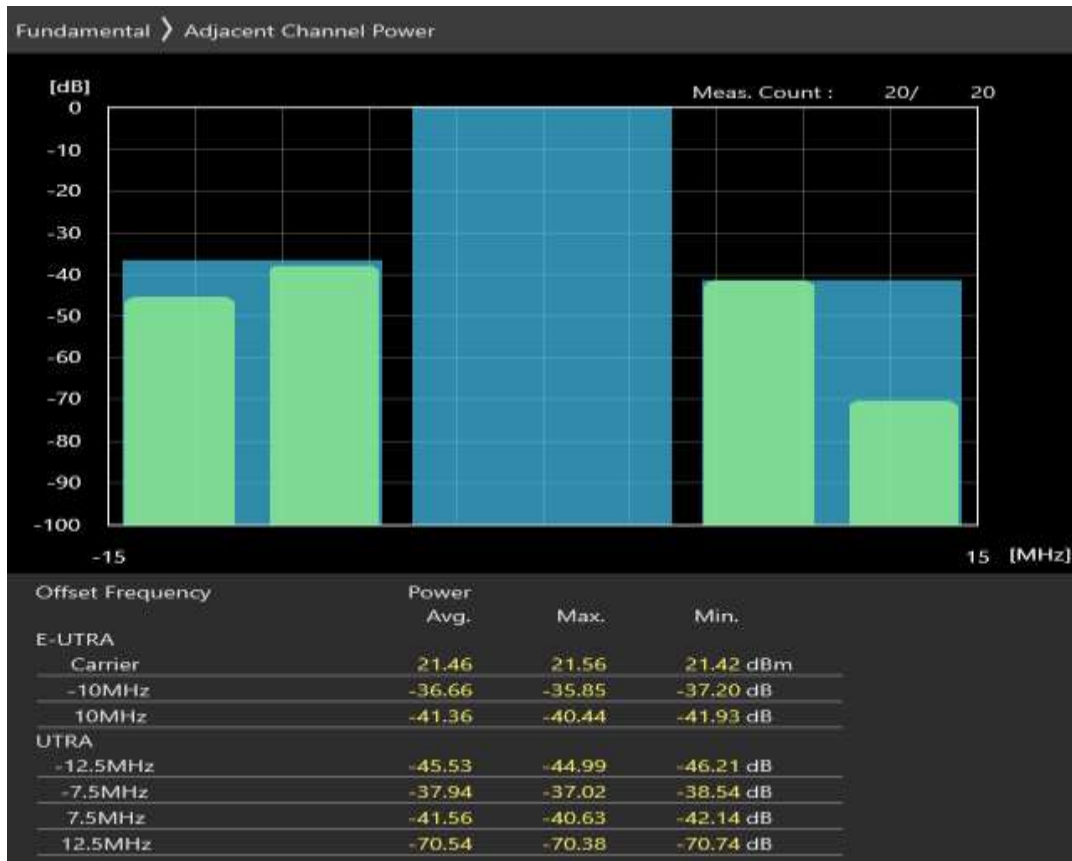 Fundamental ❯ Adjacent Channel Power
[dB]
Meas. Count : 20/ 20
0
-10
-20
-30
-40
-50
-60
-70
-80
-90
-100
-15 15 [MHz]
Offset Frequency Power
Avg. Max. Min.
E-UTRA
Carrier 21.46 21.56 21.42 dBm
-10MHz -36.66 -35.85 -37.20 dB
10MHz -41.36 -40.44 -41.93 dB
UTRA
-12.5MHz -45.53 -44.99 -46.21 dB
-7.5MHz -37.94 -37.02 -38.54 dB
7.5MHz -41.56 -40.63 -42.14 dB
12.5MHz -70.54 -70.38 -70.74 dB